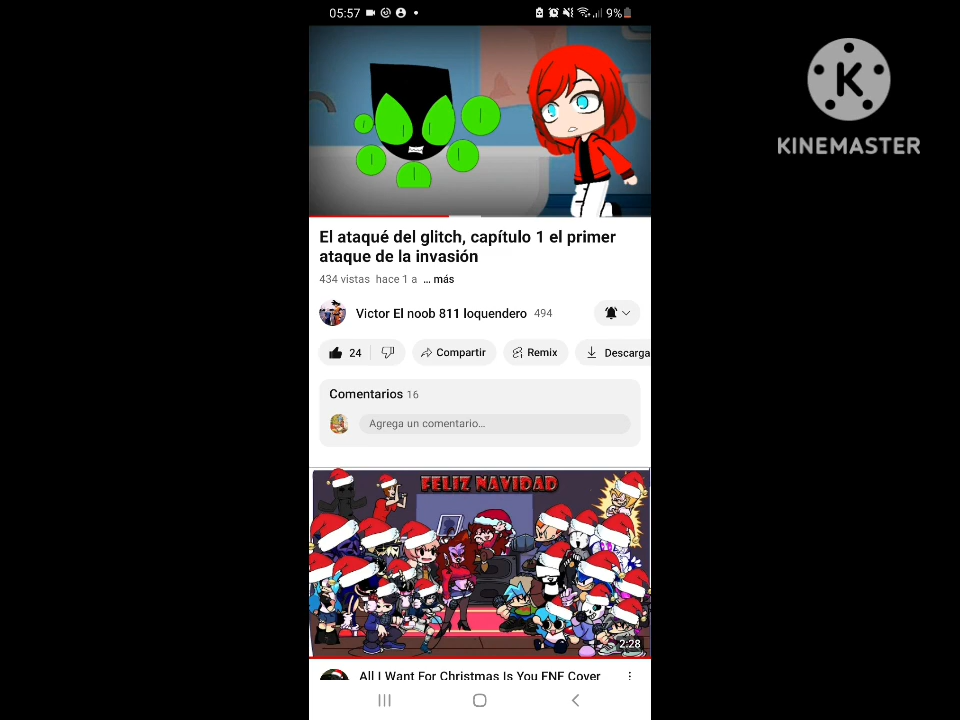 05:57
9%
KINEMASTER
El ataqué del glitch, capítulo 1 el primer
ataque de la invasión
434 vistas hace 1 a ... más
Victor El noob 811 loquendero 494
24 Compartir Remix Descarga
Comentarios 16
Agrega un comentario...
FELIZ NAVIDAD
2:28
All I Want For Christmas Is You FNF Cover